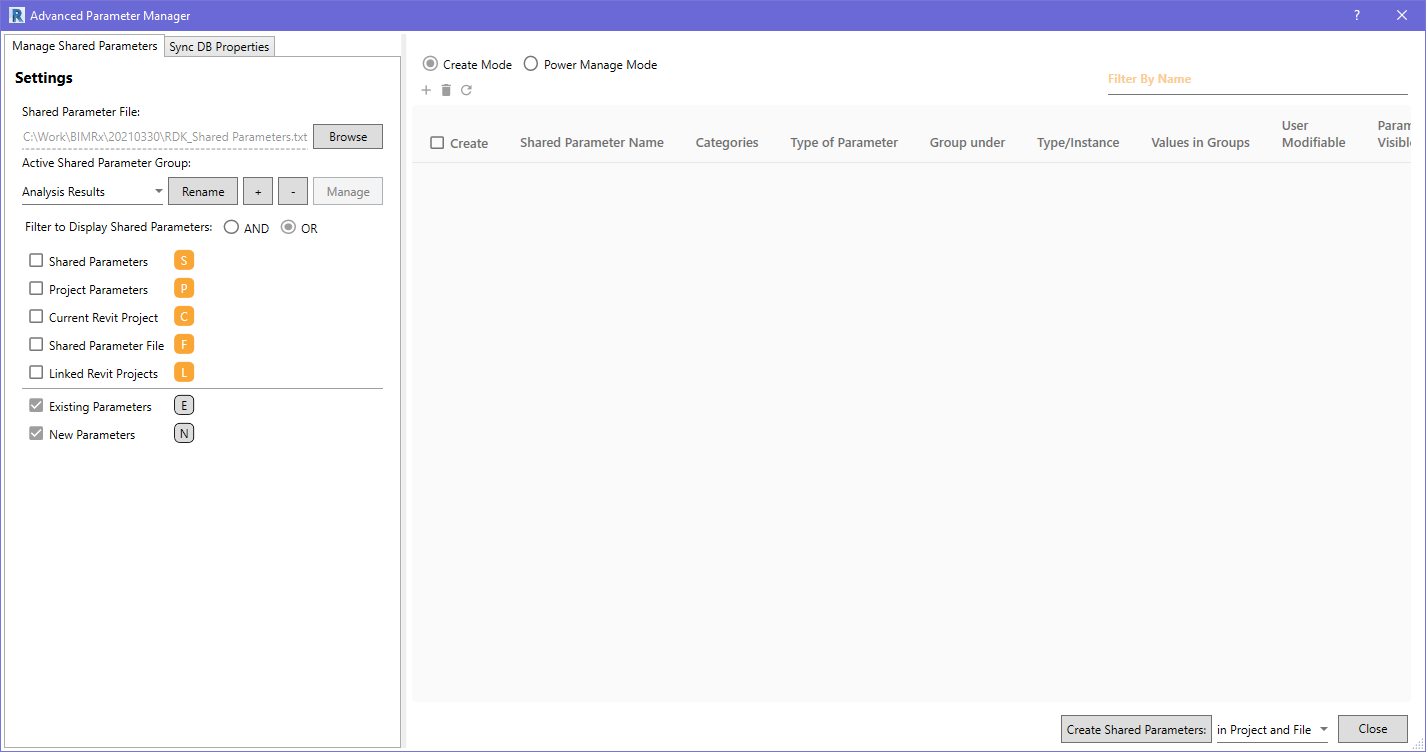 Advanced Parameter Manager
?
Manage Shared Parameters
Sync DB Properties
Settings
Shared Parameter File:
C:\Work\BIMRx\20210330\RDK_Shared Parameters.txt
Browse
Active Shared Parameter Group:
Analysis Results
Rename
+
-
Manage
Filter to Display Shared Parameters:
AND
OR
Shared Parameters S
Project Parameters P
Current Revit Project C
Shared Parameter File F
Linked Revit Projects L
Existing Parameters E
New Parameters N
Create Mode
Power Manage Mode
Filter By Name
Create
Shared Parameter Name
Categories
Type of Parameter
Group under
Type/Instance
Values in Groups
User
Modifiable
Param
Visibl
Create Shared Parameters:
in Project and File
Close